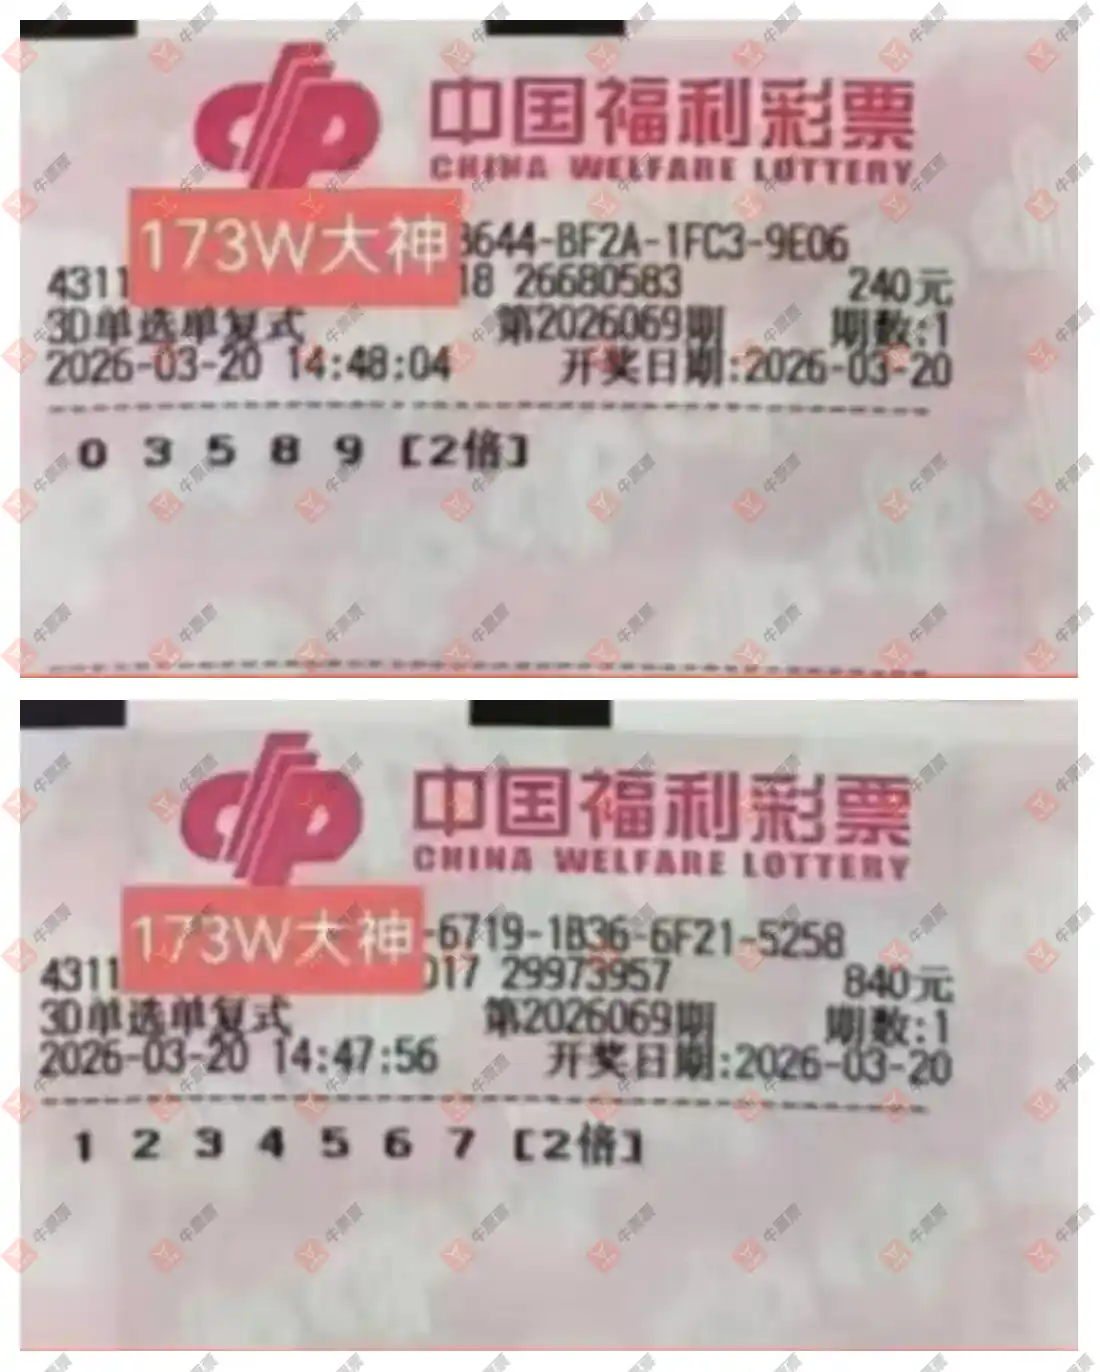 中国福利彩票
CHINA WELFARE LOTTERY
173W大神
3644-BF2A-1FC3-9E06
4311
18 26680583 240元
3D单选单复式 第2026069期 期数:1
2026-03-20 14:48:04 开奖日期:2026-03-20
0 3 5 8 9 [2倍]
中国福利彩票
CHINA WELFARE LOTTERY
173W大神
-6719-1B36-6F21-5258
4311
017 29973957 840元
3D单选单复式 第2026069期 期数:1
2026-03-20 14:47:56 开奖日期:2026-03-20
1 2 3 4 5 6 7 [2倍]
牛票票